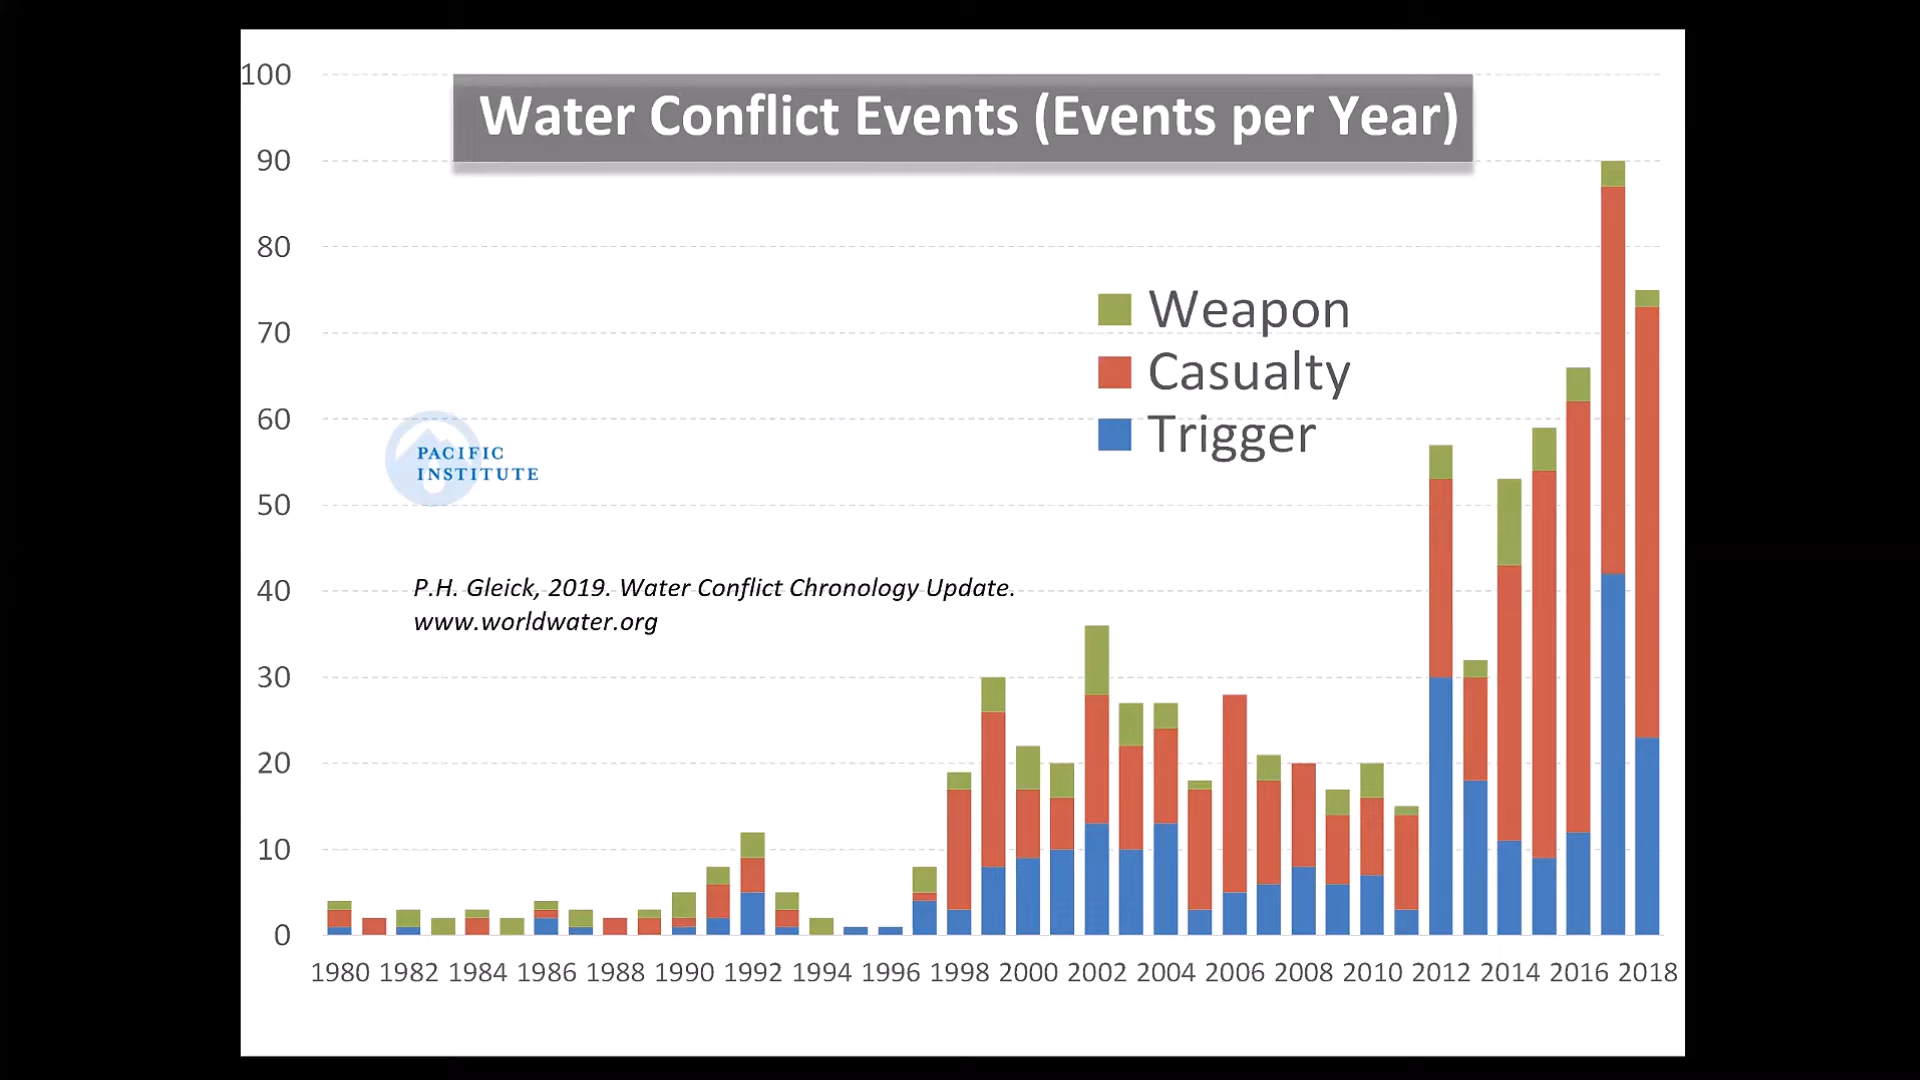 Water Conflict Events (Events per Year)
100
90
80
70
60
50
40
30
20
10
0
Weapon
Casualty
Trigger
PACIFIC
INSTITUTE
P.H. Gleick, 2019. Water Conflict Chronology Update.
www.worldwater.org
1980 1982 1984 1986 1988 1990 1992 1994 1996 1998 2000 2002 2004 2006 2008 2010 2012 2014 2016 2018